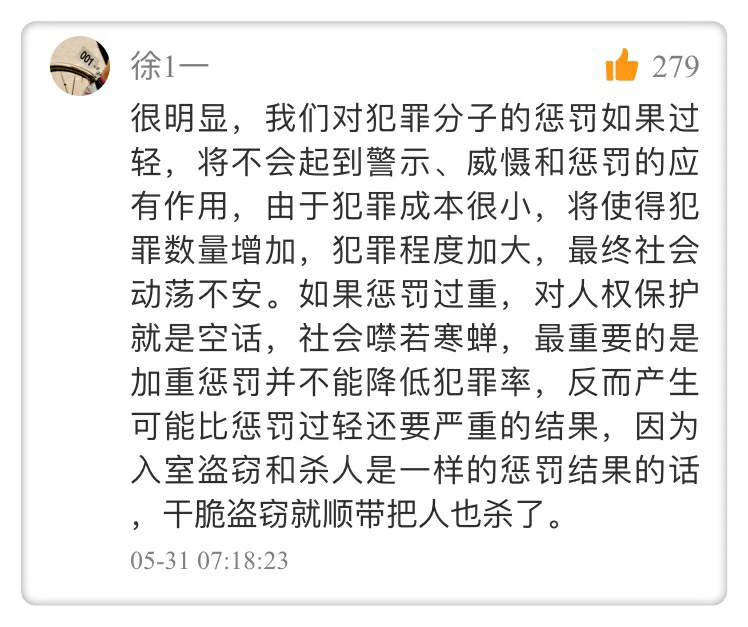 徐1一
279
很明显，我们对犯罪分子的惩罚如果过
轻，将不会起到警示、威慑和惩罚的应
有作用，由于犯罪成本很小，将使得犯
罪数量增加，犯罪程度加大，最终社会
动荡不安。如果惩罚过重，对人权保护
就是空话，社会噤若寒蝉，最重要的是
加重惩罚并不能降低犯罪率，反而产生
可能比惩罚过轻还要严重的结果，因为
入室盗窃和杀人是一样的惩罚结果的话
，干脆盗窃就顺带把人也杀了。
05-31 07:18:23
001